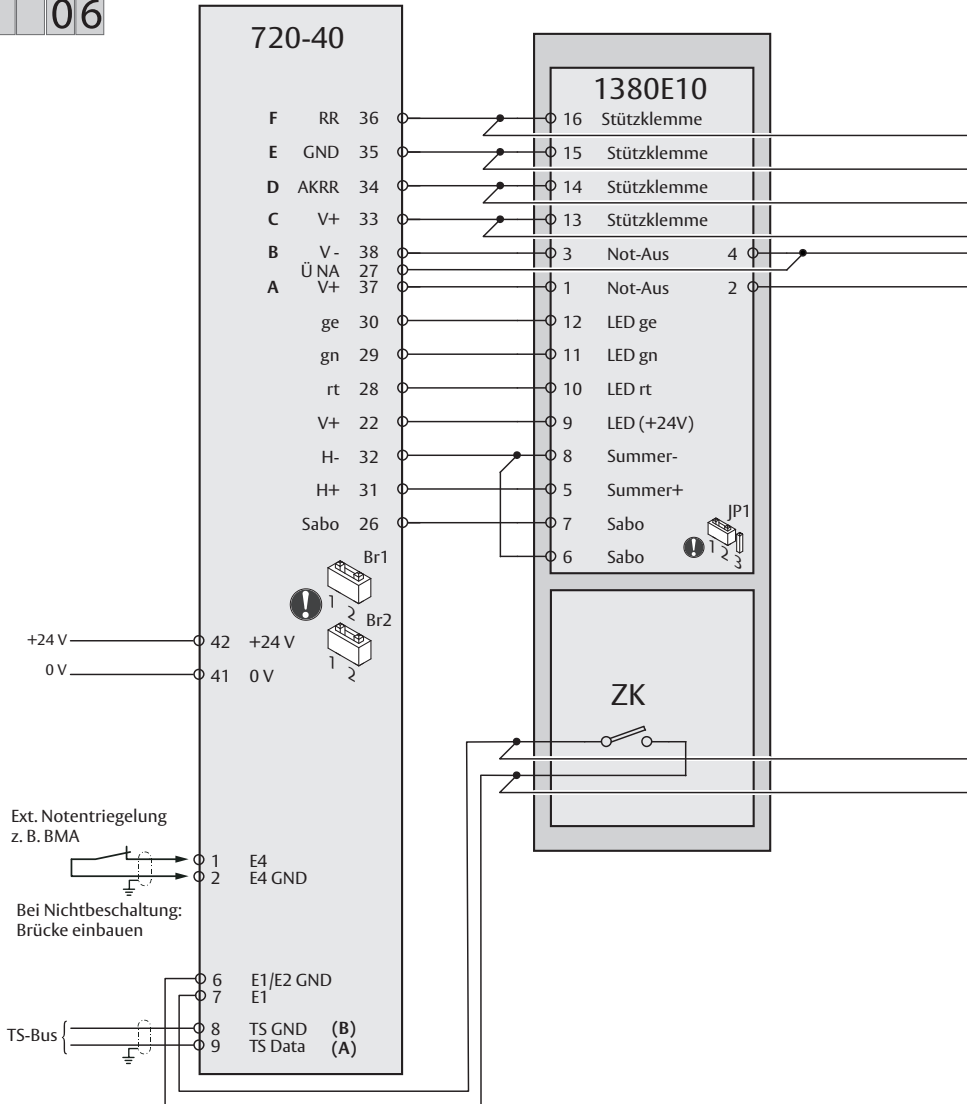 06
720-40
F RR 36
E GND 35
D AKRR 34
C V+ 33
B V - 38
Ü NA 27
A V+ 37
ge 30
gn 29
rt 28
V+ 22
H- 32
H+ 31
Sabo 26
Br1
1 2
Br2
1 2
+24 V 42 +24 V
0 V 41 0 V
Ext. Notentriegelung
z. B. BMA
1 E4
2 E4 GND
Bei Nichtbeschaltung:
Brücke einbauen
6 E1/E2 GND
7 E1
TS-Bus
8 TS GND (B)
9 TS Data (A)
1380E10
16 Stützklemme
15 Stützklemme
14 Stützklemme
13 Stützklemme
3 Not-Aus 4
1 Not-Aus 2
12 LED ge
11 LED gn
10 LED rt
9 LED (+24V)
8 Summer-
5 Summer+
7 Sabo
6 Sabo
JP1
1 2 3
ZK